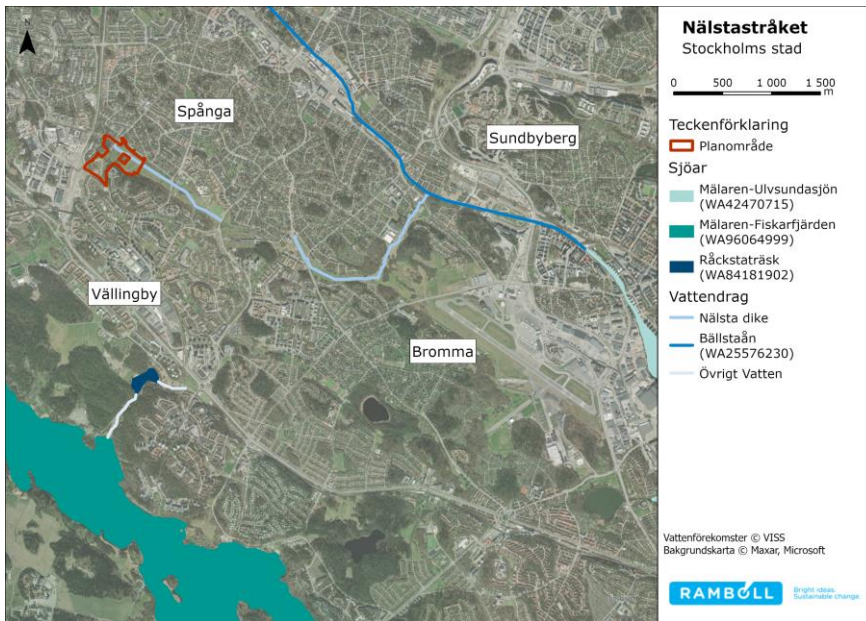 N
Spånga
Sundbyberg
Vällingby
Bromma
Nälstastråket
Stockholms stad
0 500 1 000 1 500
m
Teckenförklaring
Planområde
Sjöar
Mälaren-Ulvsundasjön
(WA42470715)
Mälaren-Fiskarfjärden
(WA96064999)
Råckstaträsk
(WA84181902)
Vattendrag
Nälsta dike
Bällstaån
(WA25576230)
Övrigt Vatten
Vattenförekomster © VISS
Bakgrundskarta © Maxar, Microsoft
RAMBOLL
Bright ideas.
Sustainable change.